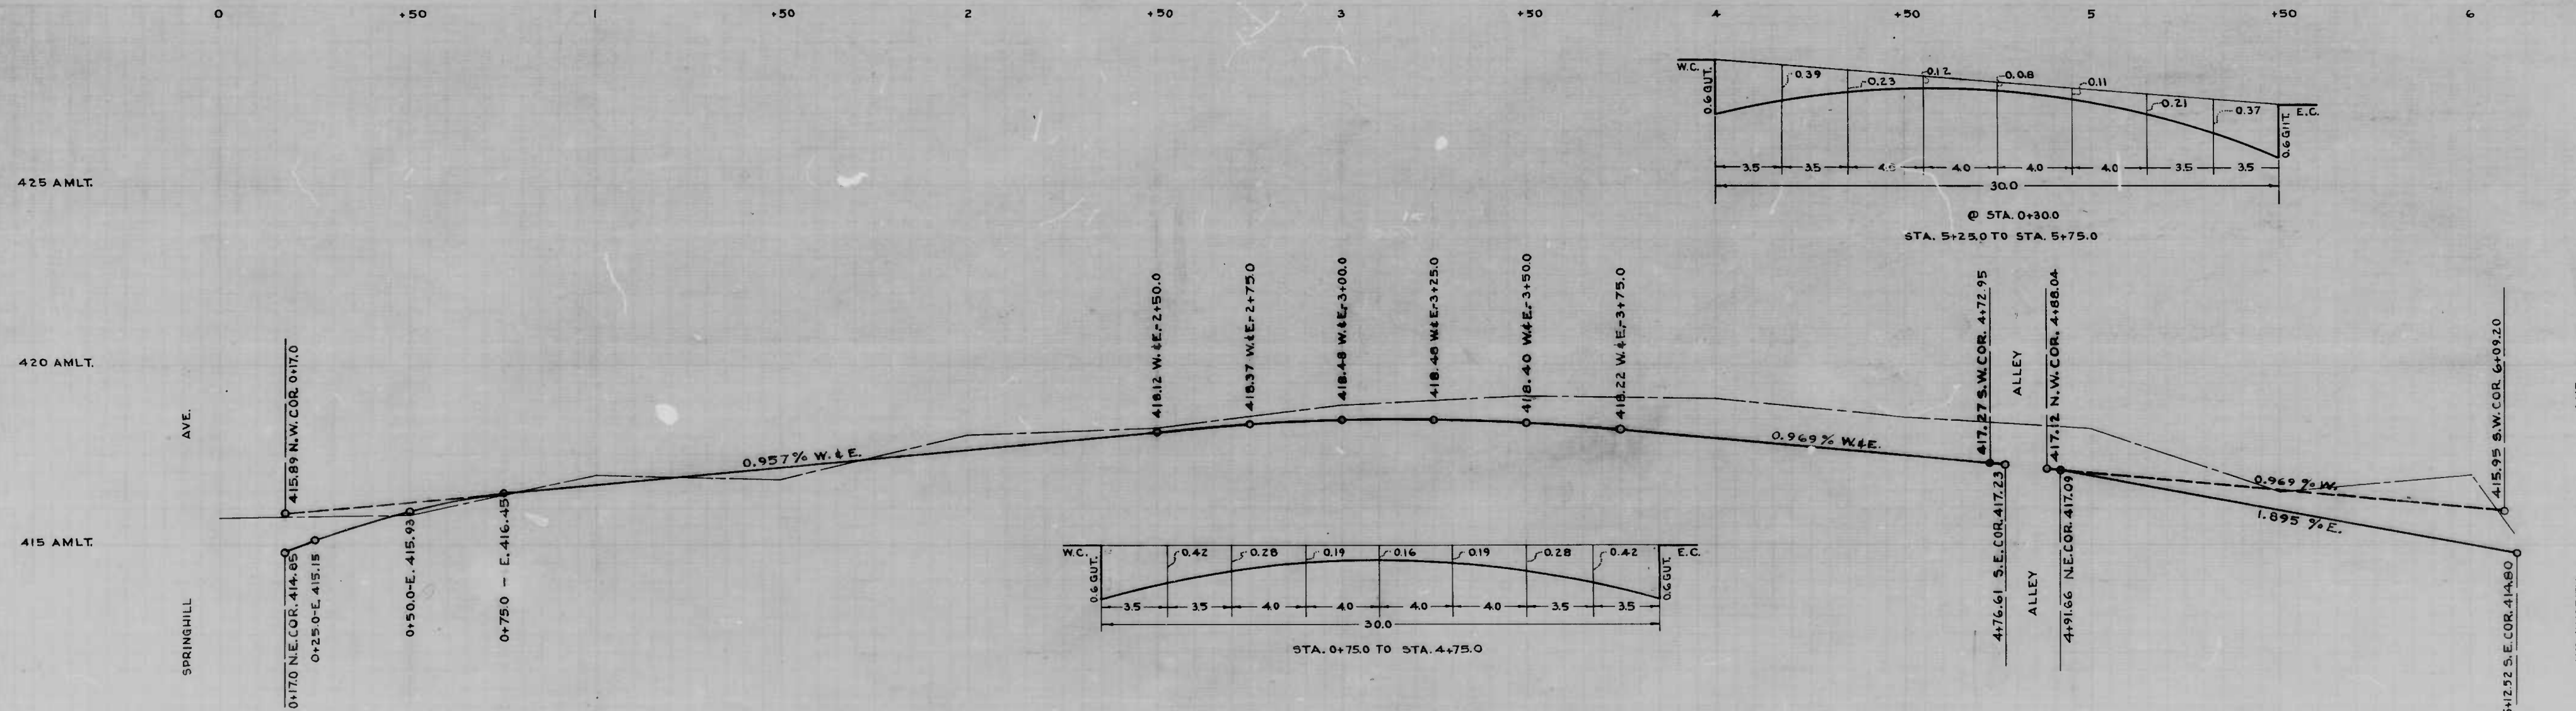 0 +50 1 +50 2 +50 3 +50 4 +50 5 +50 6
W.C. 0.39 0.23 0.12 0.08 0.11 0.21 0.37 E.C.
0.6 GUT. 0.6 GUT.
3.5 3.5 4.0 4.0 4.0 4.0 3.5 3.5
30.0
@ STA. 0+30.0
STA. 5+25.0 TO STA. 5+75.0
425 AMLT.
420 AMLT.
415 AMLT.
SPRINGHILL AVE.
415.89 N.W. COR. 0+17.0
0+17.0 N.E. COR. 414.85
0+25.0-E. 415.15
0+50.0-E. 415.93
0+75.0 - E. 416.45
0.957% W. & E.
418.12 W. & E.-2+50.0
418.37 W. & E.-2+75.0
418.48 W. & E.-3+00.0
418.48 W. & E.-3+25.0
418.40 W. & E.-3+50.0
418.22 W. & E.-3+75.0
0.969% W. & E.
417.27 S.W. COR. 4+72.95
ALLEY
417.12 N.W. COR. 4+88.04
4+76.61 S.E. COR. 417.23
ALLEY
4+91.66 N.E. COR. 417.09
0.969 % W.
1.895 % E.
415.95 S.W. COR. 6+09.20
6+12.52 S.E. COR. 414.80
W.C. 0.42 0.28 0.19 0.16 0.19 0.28 0.42 E.C.
0.6 GUT. 0.6 GUT.
3.5 3.5 4.0 4.0 4.0 4.0 3.5 3.5
30.0
STA. 0+75.0 TO STA. 4+75.0